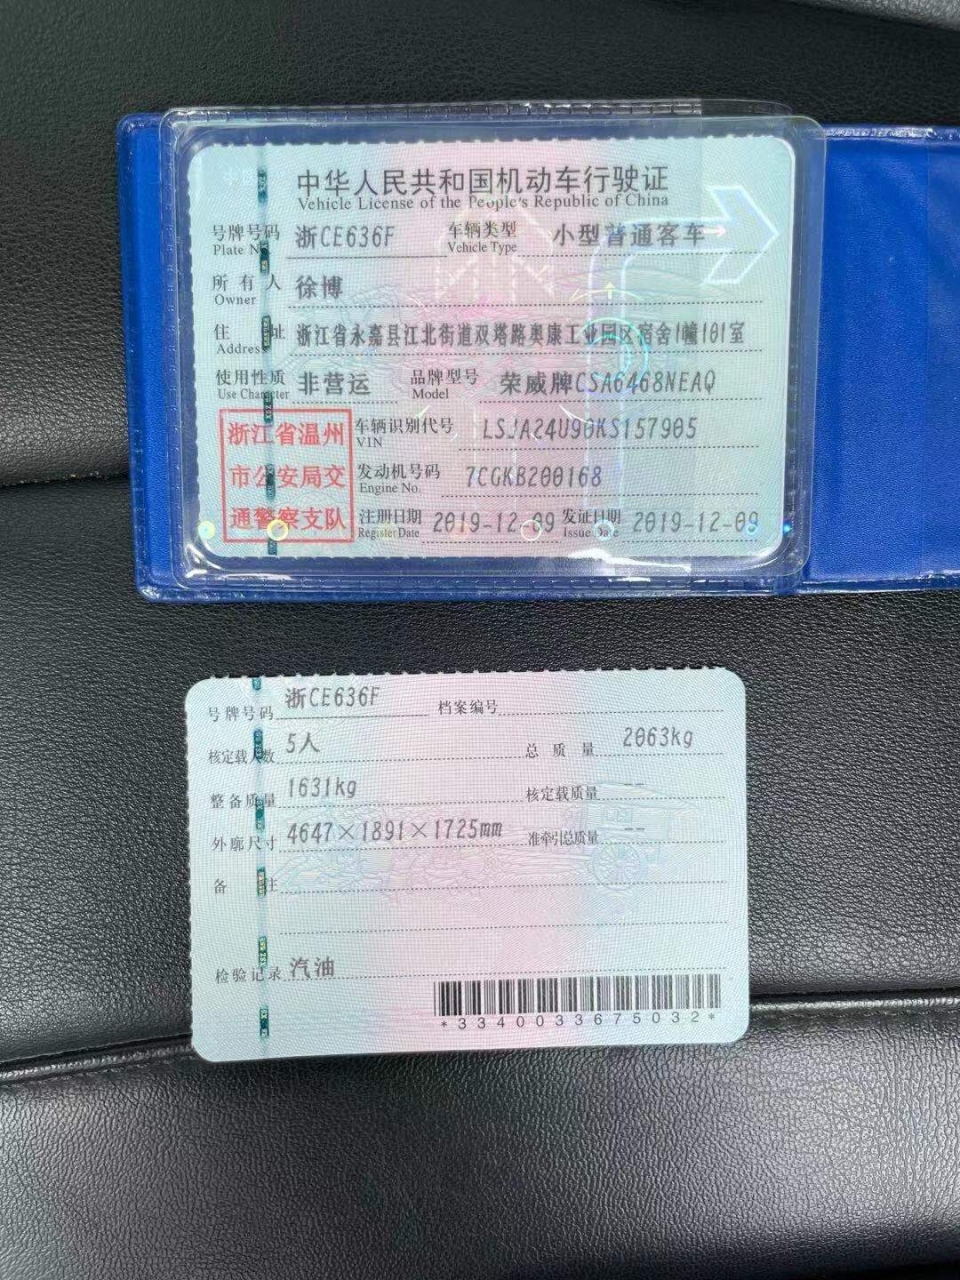 中华人民共和国机动车行驶证
Vehicle License of the People's Republic of China
号牌号码 浙CE636F 车辆类型 小型普通客车
Plate No. Vehicle Type
所有人 徐博
Owner
住址 浙江省永嘉县江北街道双塔路奥康工业园区宿舍1幢101室
Address
使用性质 非营运 品牌型号 荣威牌CSA6468NEAQ
Use Character Model
浙江省温州
市公安局交
通警察支队
车辆识别代号 LSJA24U90KS157905
VIN
发动机号码 7CGKB200168
Engine No.
注册日期 2019-12-09 发证日期 2019-12-09
Register Date Issue Date
号牌号码 浙CE636F 档案编号
核定载人数 5人 总质量 2063kg
整备质量 1631kg 核定载质量 --
外廓尺寸 4647×1891×1725mm 准牵引总质量 --
备注
检验记录 汽油
*3340033675032*